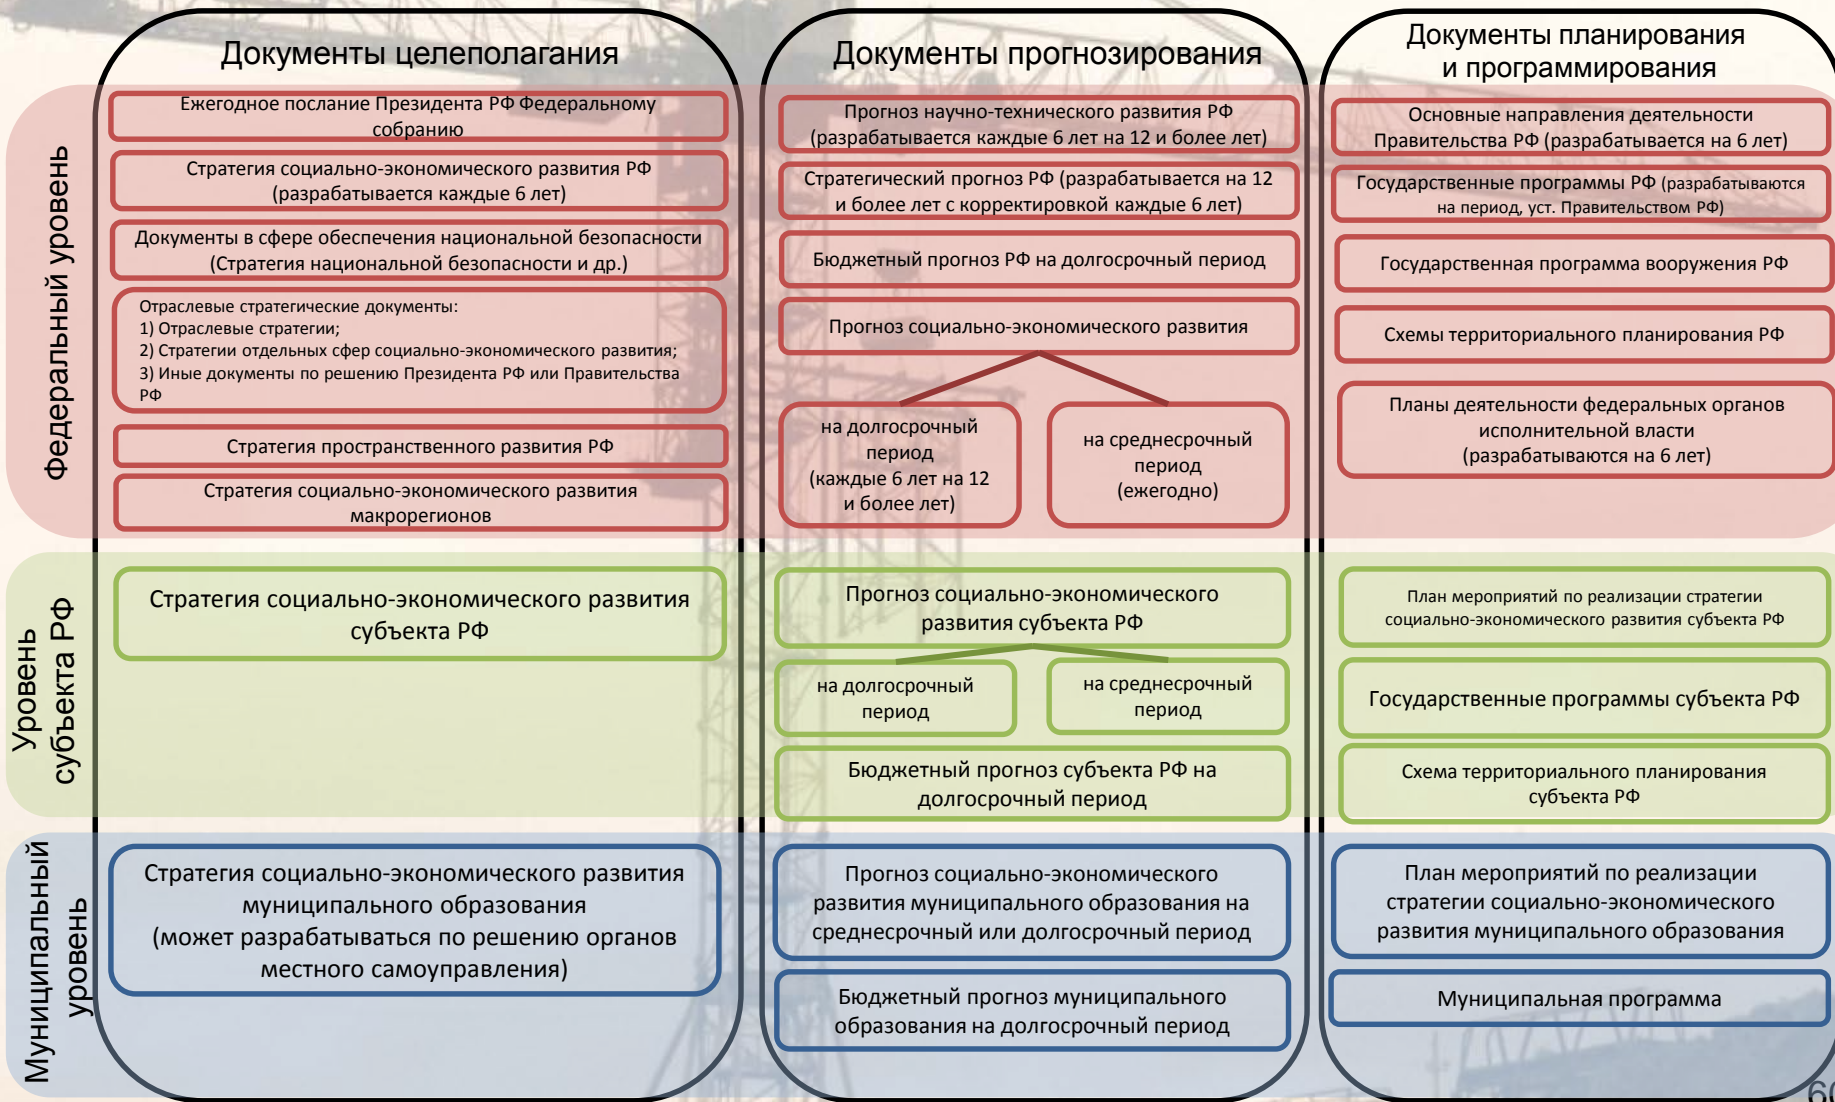 Документы целеполагания
Документы прогнозирования
Документы планирования
и программирования
Федеральный уровень
Ежегодное послание Президента РФ Федеральному
собранию
Стратегия социально-экономического развития РФ
(разрабатывается каждые 6 лет)
Документы в сфере обеспечения национальной безопасности
(Стратегия национальной безопасности и др.)
Отраслевые стратегические документы:
1) Отраслевые стратегии;
2) Стратегии отдельных сфер социально-экономического развития;
3) Иные документы по решению Президента РФ или Правительства
РФ
Стратегия пространственного развития РФ
Стратегия социально-экономического развития
макрорегионов
Прогноз научно-технического развития РФ
(разрабатывается каждые 6 лет на 12 и более лет)
Стратегический прогноз РФ (разрабатывается на 12
и более лет с корректировкой каждые 6 лет)
Бюджетный прогноз РФ на долгосрочный период
Прогноз социально-экономического развития
на долгосрочный
период
(каждые 6 лет на 12
и более лет)
на среднесрочный
период
(ежегодно)
Основные направления деятельности
Правительства РФ (разрабатывается на 6 лет)
Государственные программы РФ (разрабатываются
на период, уст. Правительством РФ)
Государственная программа вооружения РФ
Схемы территориального планирования РФ
Планы деятельности федеральных органов
исполнительной власти
(разрабатываются на 6 лет)
Уровень
субъекта РФ
Стратегия социально-экономического развития
субъекта РФ
Прогноз социально-экономического
развития субъекта РФ
на долгосрочный
период
на среднесрочный
период
Бюджетный прогноз субъекта РФ на
долгосрочный период
План мероприятий по реализации стратегии
социально-экономического развития субъекта РФ
Государственные программы субъекта РФ
Схема территориального планирования
субъекта РФ
Муниципальный
уровень
Стратегия социально-экономического развития
муниципального образования
(может разрабатываться по решению органов
местного самоуправления)
Прогноз социально-экономического
развития муниципального образования на
среднесрочный или долгосрочный период
Бюджетный прогноз муниципального
образования на долгосрочный период
План мероприятий по реализации
стратегии социально-экономического
развития муниципального образования
Муниципальная программа